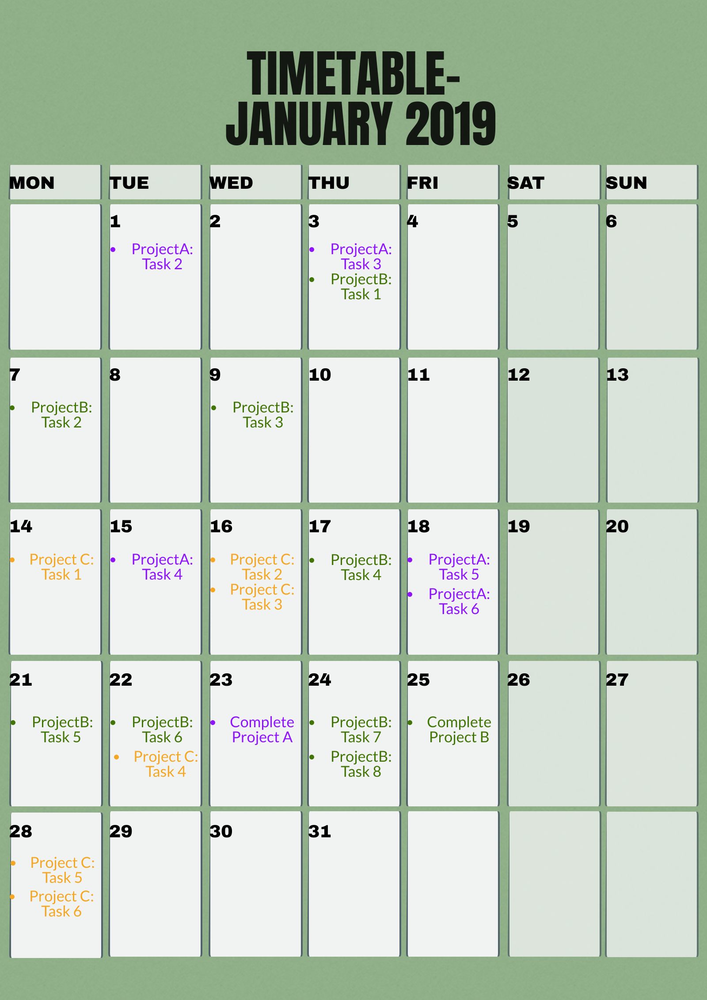 TIMETABLE-
JANUARY 2019
MON TUE WED THU FRI SAT SUN
1 2 3 4 5 6
• ProjectA:
Task 2
• ProjectA:
Task 3
• ProjectB:
Task 1
7 8 9 10 11 12 13
• ProjectB:
Task 2
• ProjectB:
Task 3
14 15 16 17 18 19 20
• Project C:
Task 1
• ProjectA:
Task 4
• Project C:
Task 2
• Project C:
Task 3
• ProjectB:
Task 4
• ProjectA:
Task 5
• ProjectA:
Task 6
21 22 23 24 25 26 27
• ProjectB:
Task 5
• ProjectB:
Task 6
• Project C:
Task 4
• Complete
Project A
• ProjectB:
Task 7
• ProjectB:
Task 8
• Complete
Project B
28 29 30 31
• Project C:
Task 5
• Project C:
Task 6